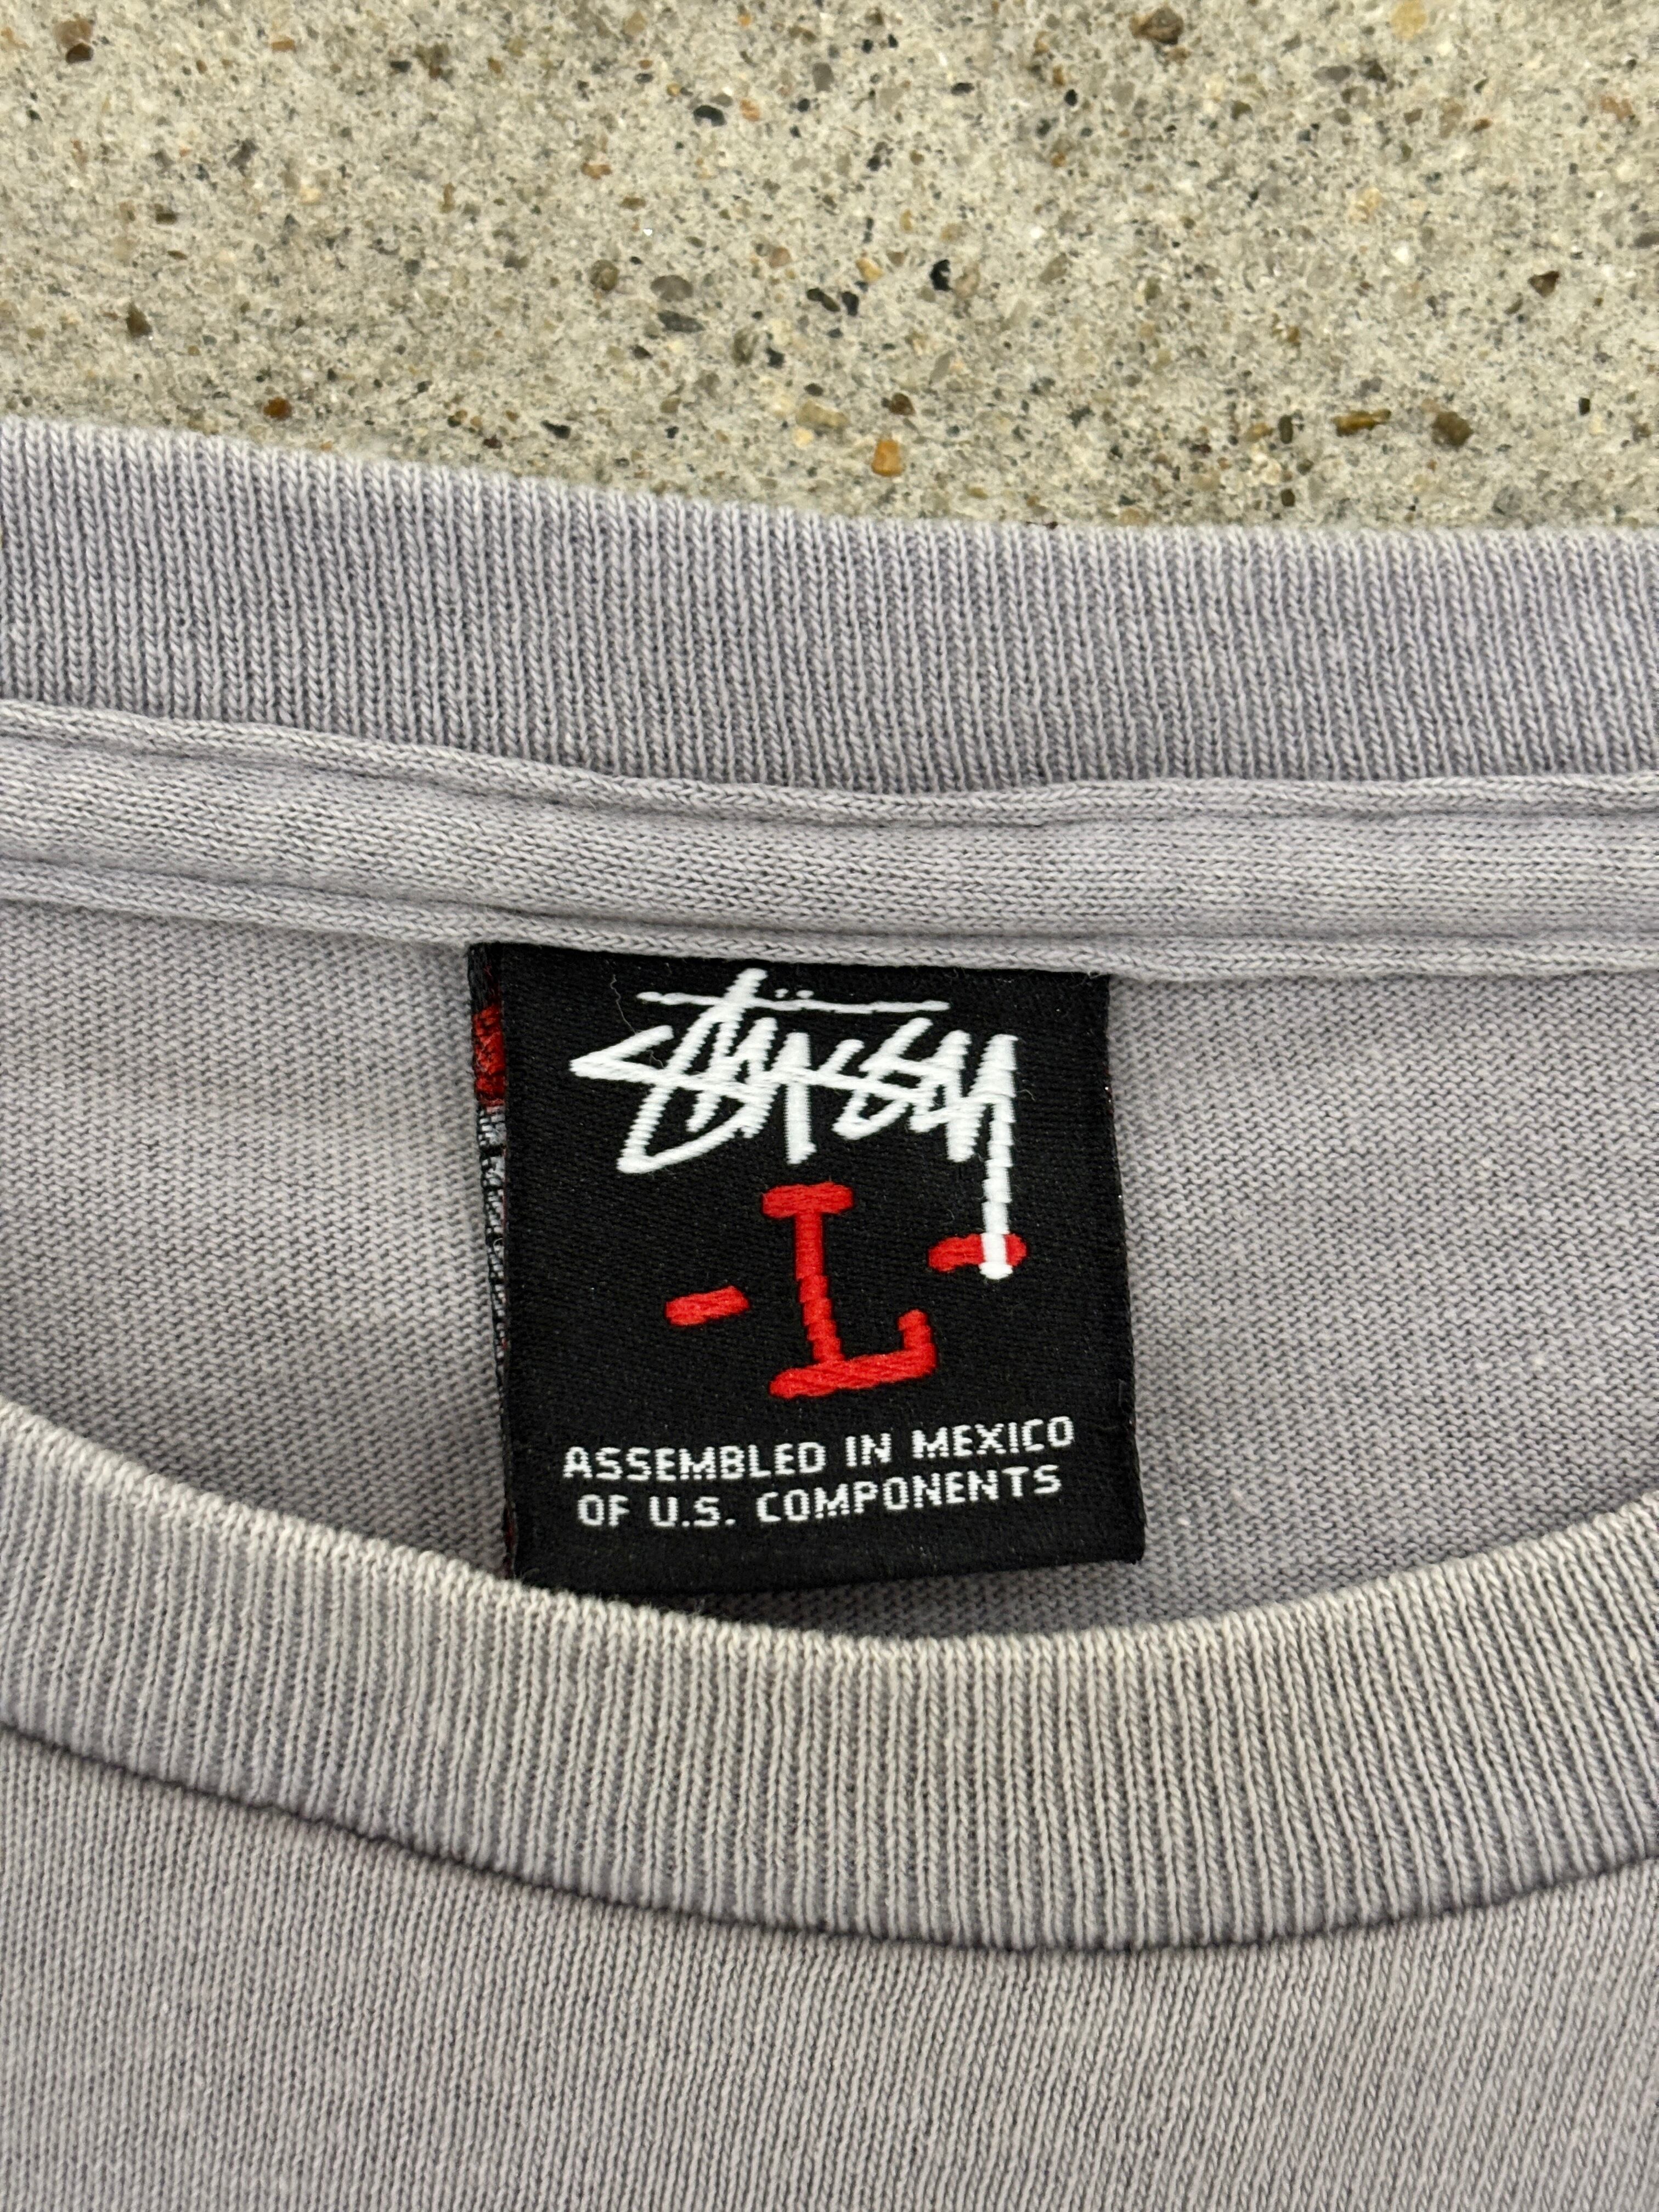 Stüssy
- L -
ASSEMBLED IN MEXICO
OF U.S. COMPONENTS